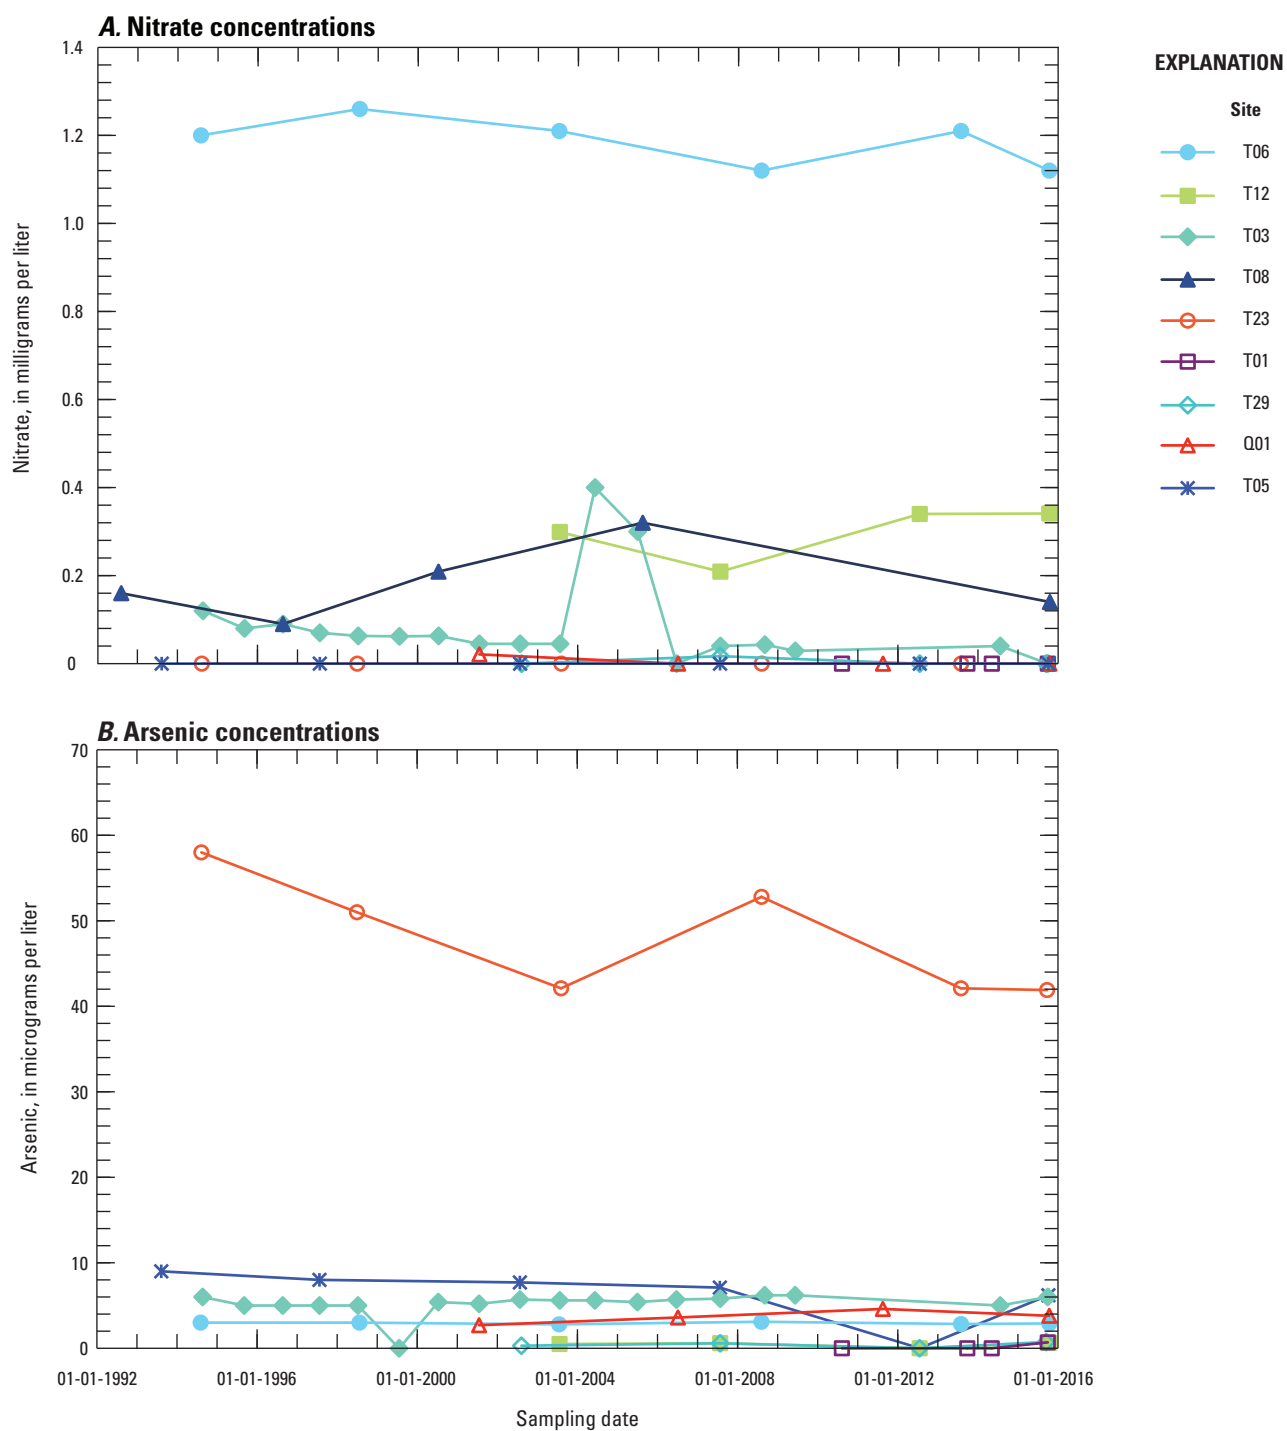 A. Nitrate concentrations
1.4
1.2
1.0
0.8
0.6
0.4
0.2
0
Nitrate, in milligrams per liter
EXPLANATION
Site
T06
T12
T03
T08
T23
T01
T29
Q01
T05
B. Arsenic concentrations
70
60
50
40
30
20
10
0
Arsenic, in micrograms per liter
01-01-1992 01-01-1996 01-01-2000 01-01-2004 01-01-2008 01-01-2012 01-01-2016
Sampling date